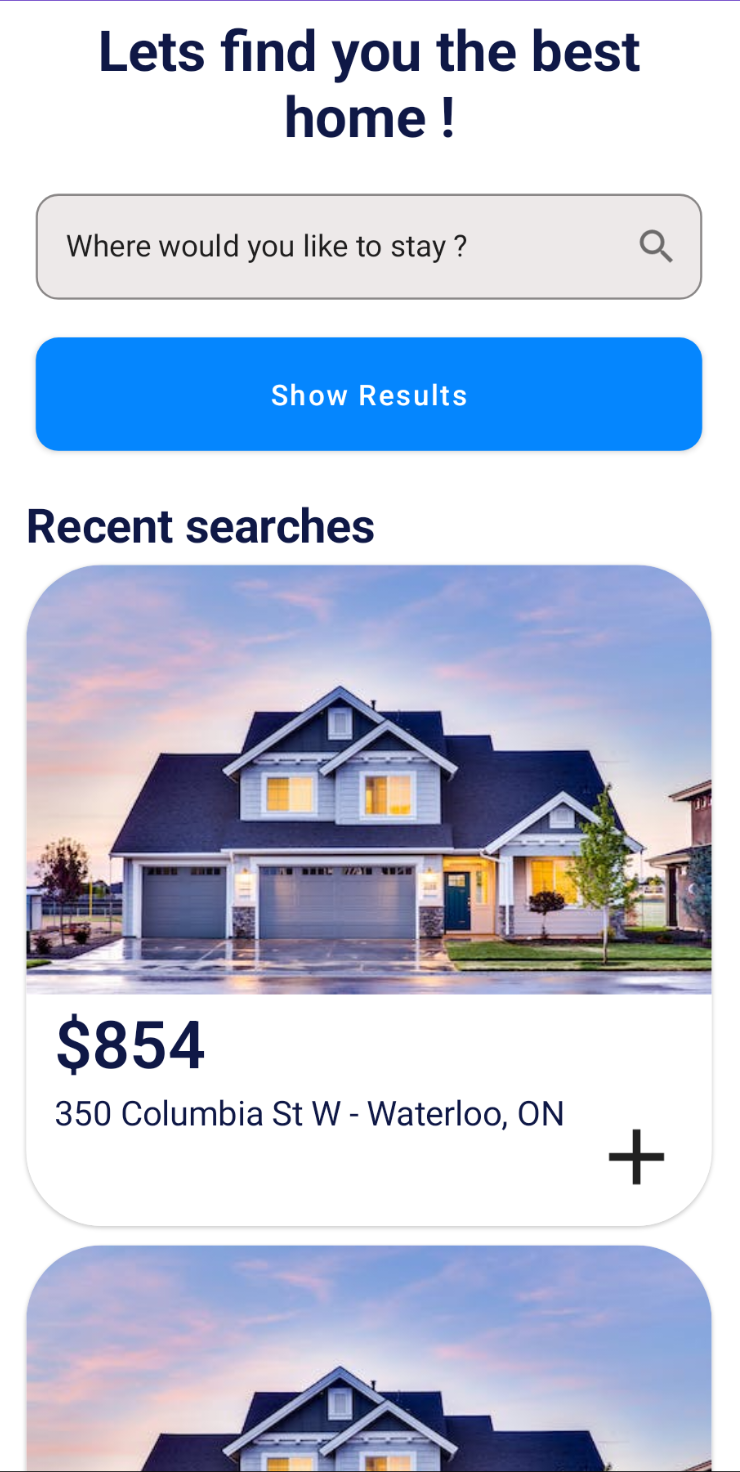 Lets find you the best
home !
Where would you like to stay ?
Show Results
Recent searches
$854
350 Columbia St W - Waterloo, ON